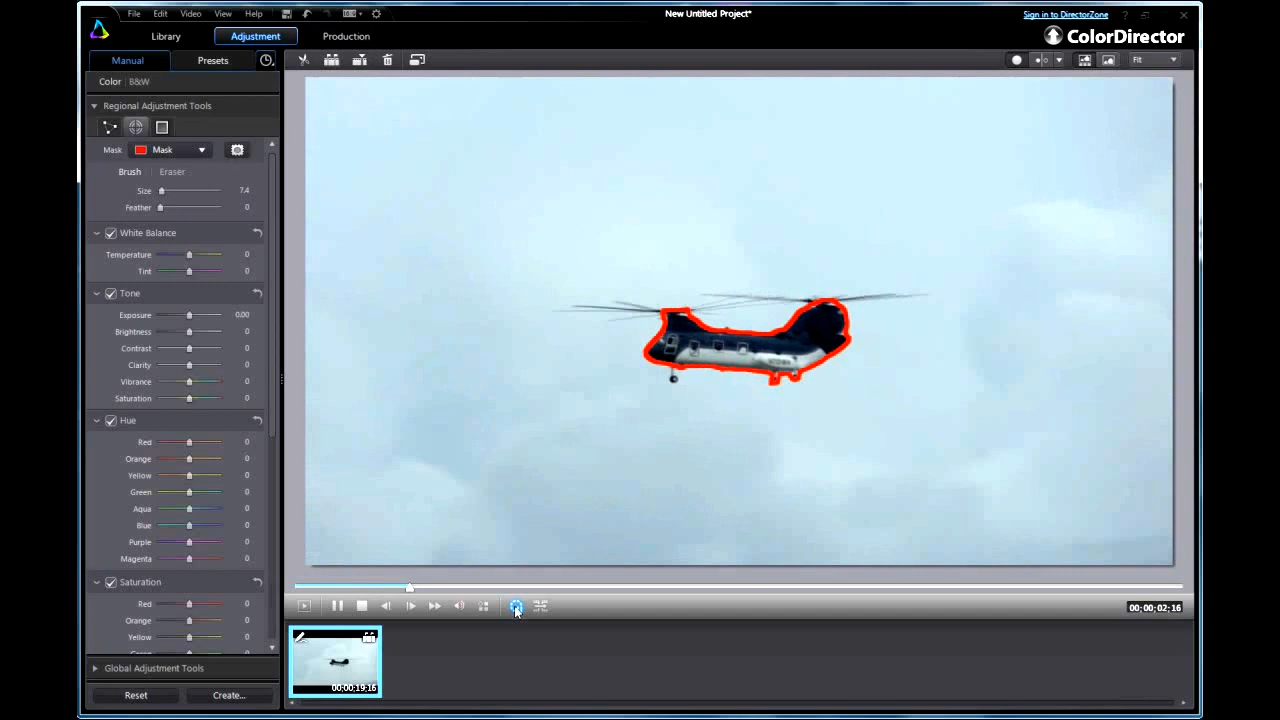 File Edit Video View Help
New Untitled Project*
Sign in to DirectorZone ?
Library Adjustment Production
ColorDirector
Manual Presets
Fit
Color | B&W
Regional Adjustment Tools
Mask Mask
Brush | Eraser
Size 7.4
Feather 0
White Balance
Temperature 0
Tint 0
Tone
Exposure 0.00
Brightness 0
Contrast 0
Clarity 0
Vibrance 0
Saturation 0
Hue
Red 0
Orange 0
Yellow 0
Green 0
Aqua 0
Blue 0
Purple 0
Magenta 0
Saturation
Red 0
Orange 0
Yellow 0
00;00;02;16
Global Adjustment Tools
00;00;19;16
Reset Create...